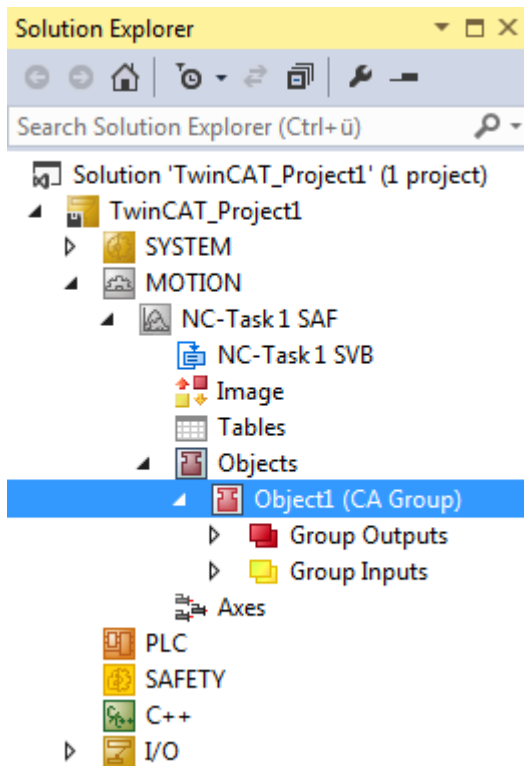 Solution Explorer
Search Solution Explorer (Ctrl+ü)
Solution 'TwinCAT_Project1' (1 project)
TwinCAT_Project1
SYSTEM
MOTION
NC-Task 1 SAF
NC-Task 1 SVB
Image
Tables
Objects
Object1 (CA Group)
Group Outputs
Group Inputs
Axes
PLC
SAFETY
C++
I/O